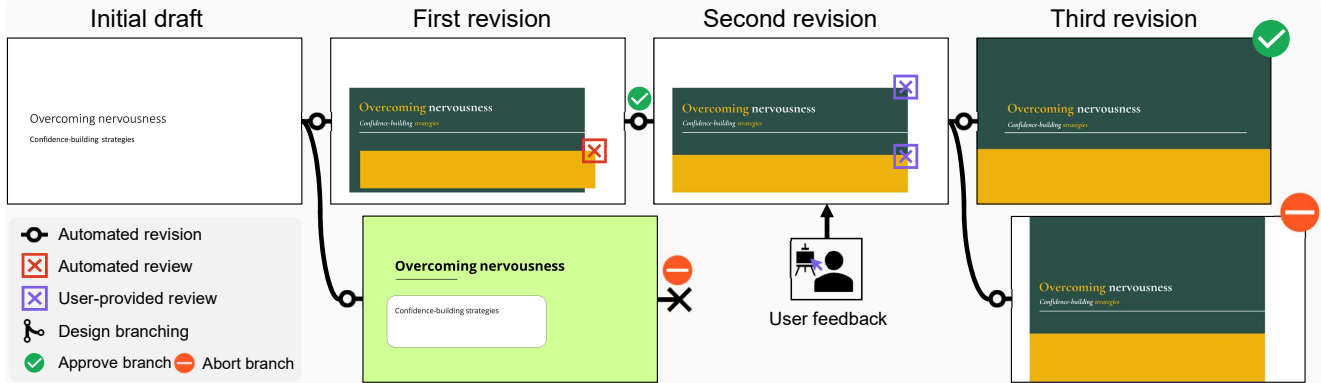 Initial draft
First revision
Second revision
Third revision
Overcoming nervousness
Confidence-building strategies
Overcoming nervousness
Confidence-building strategies
Overcoming nervousness
Confidence-building strategies
Overcoming nervousness
Confidence-building strategies
Automated revision
Automated review
User-provided review
Design branching
Approve branch
Abort branch
Overcoming nervousness
Confidence-building strategies
User feedback
Overcoming nervousness
Confidence-building strategies